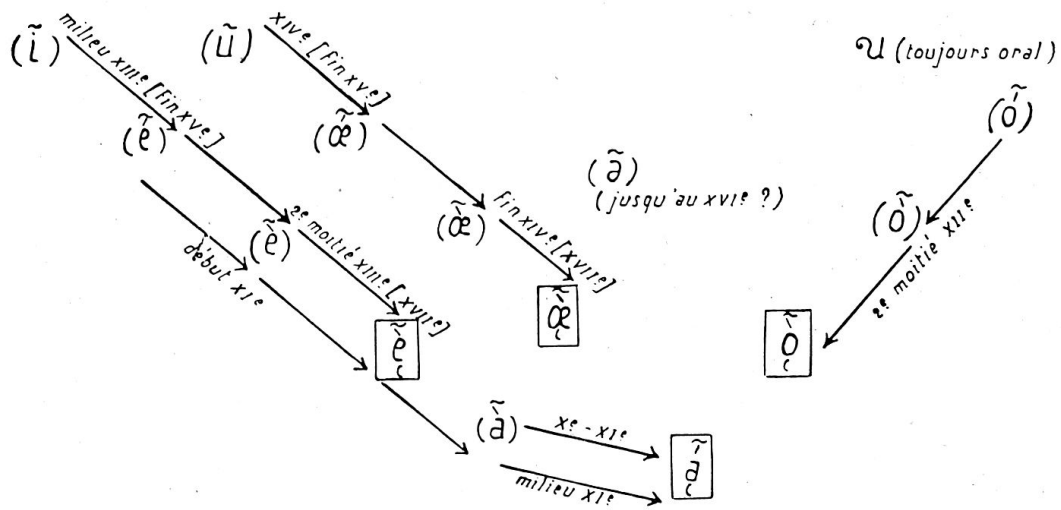 (ĩ)
milieu XIIIe [fin XVe]
(ũ)
XIVe [fin XVe]
U (toujours oral)
(ṍ)
(ẽ)
(œ̃)
(ə̃)
(jusqu'au XVIe ?)
2e moitié XIIIe [XVIIe]
(œ̀̃)
fin XIVe [XVIIe]
(ò̃)
2e moitié XIIe
(è̃)
début XIe
œ̨̀̃
ę̀̃
ǫ̀̃
(à̃)
Xe - XIe
ą̃
milieu XIe